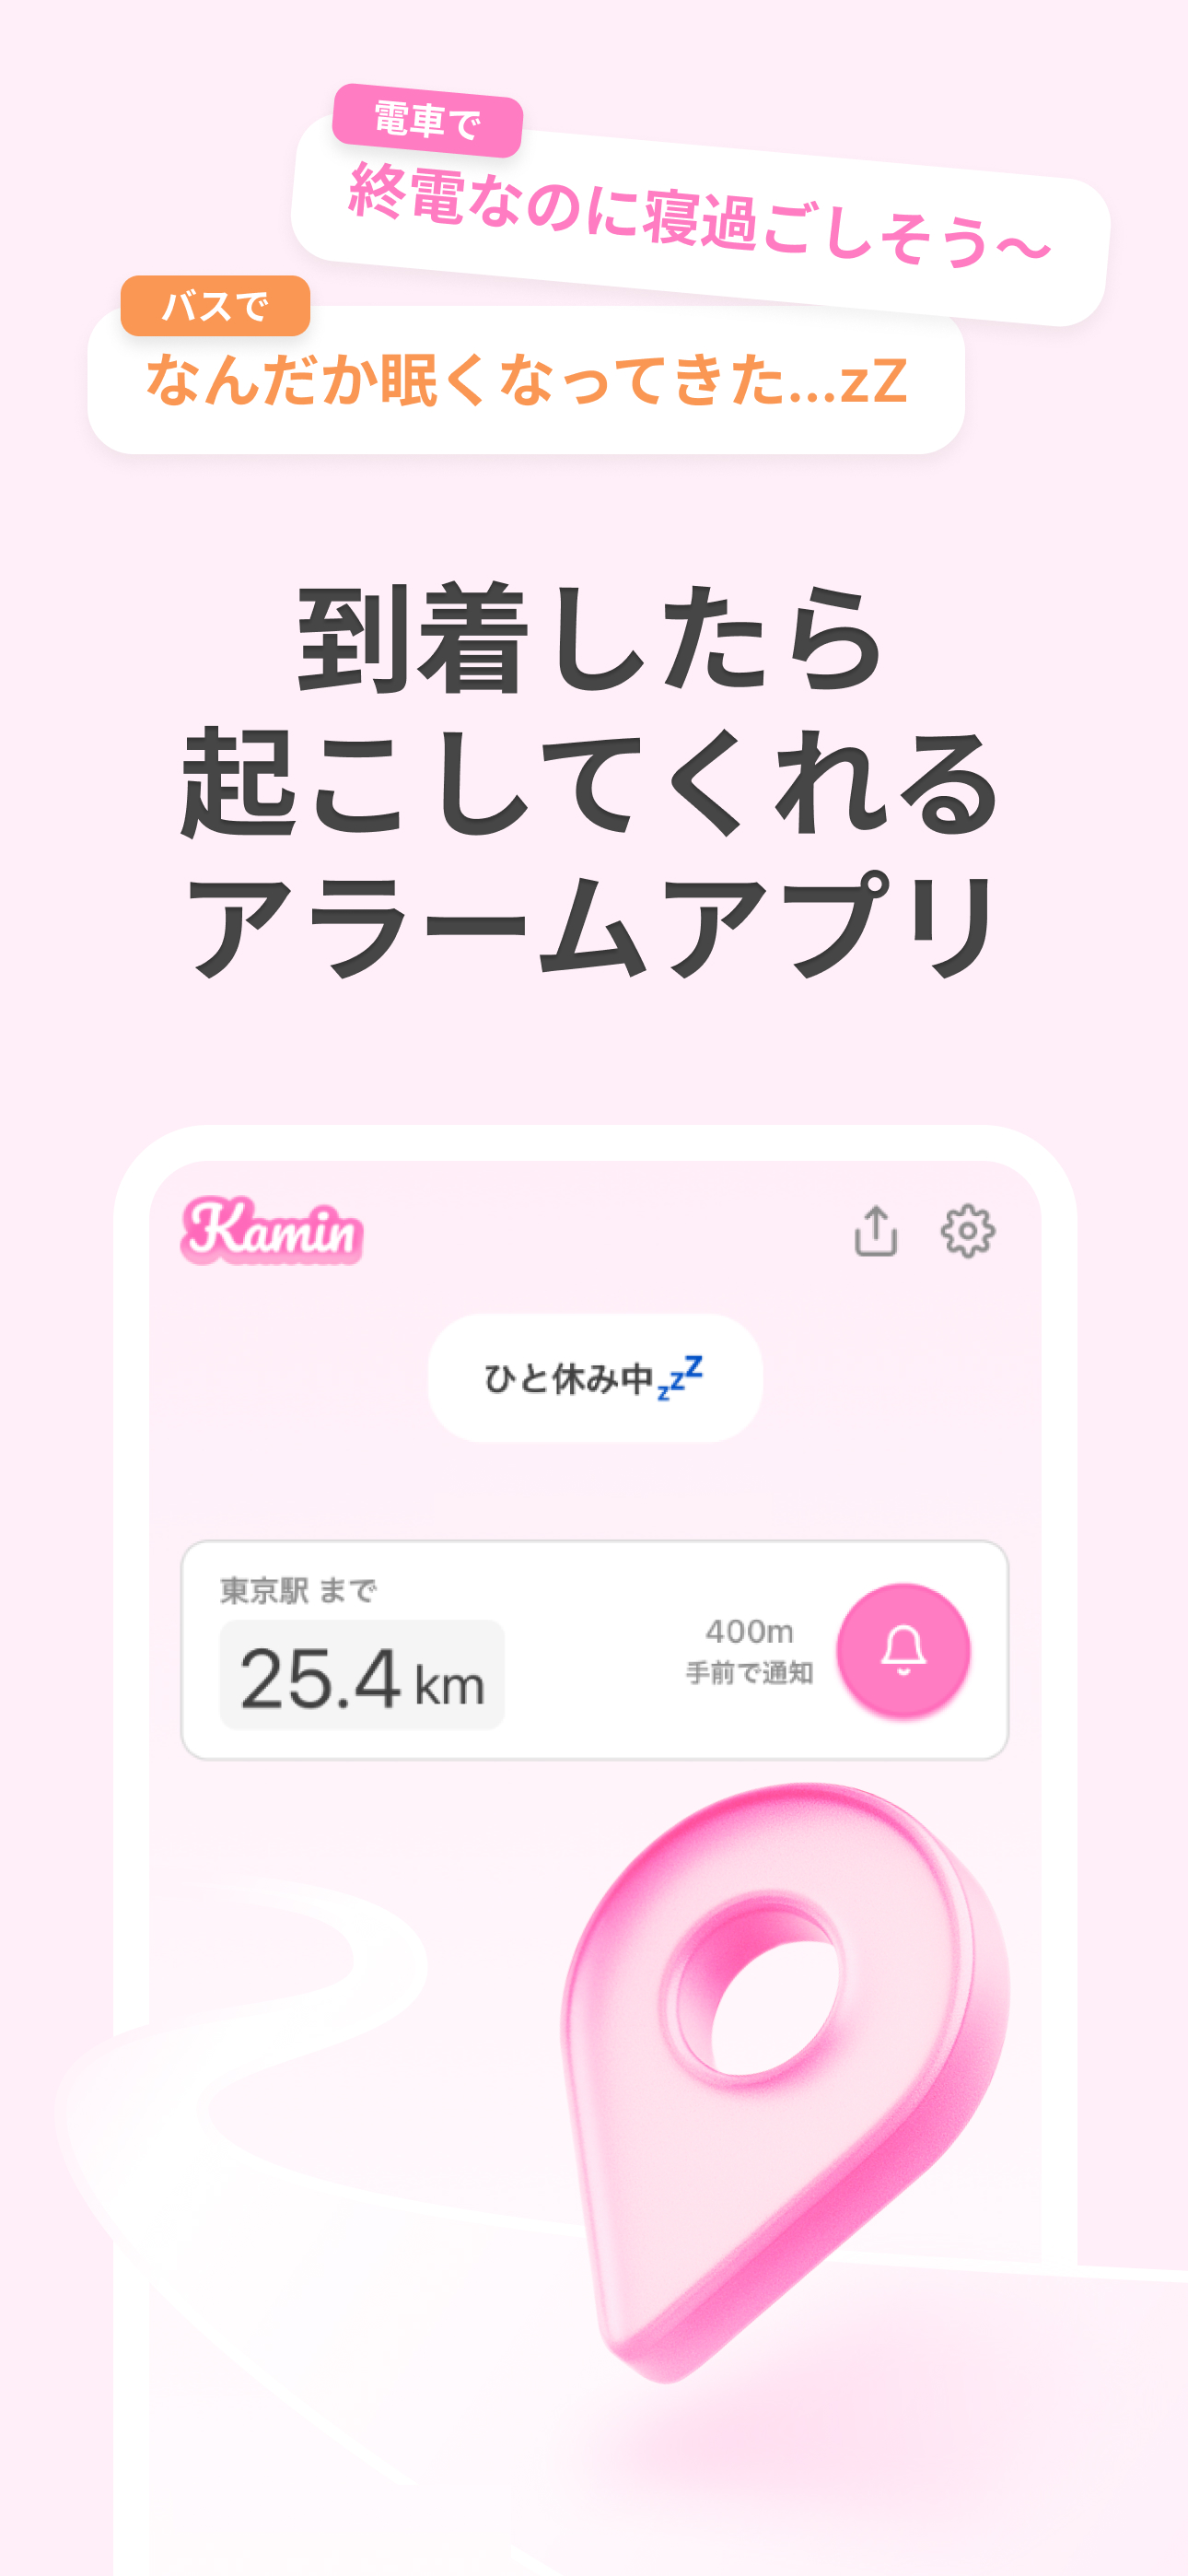 電車で
終電なのに寝過ごしそう〜
バスで
なんだか眠くなってきた...zZ
到着したら
起こしてくれる
アラームアプリ
Kamin
ひと休み中💤
東京駅 まで
25.4 km
400m
手前で通知